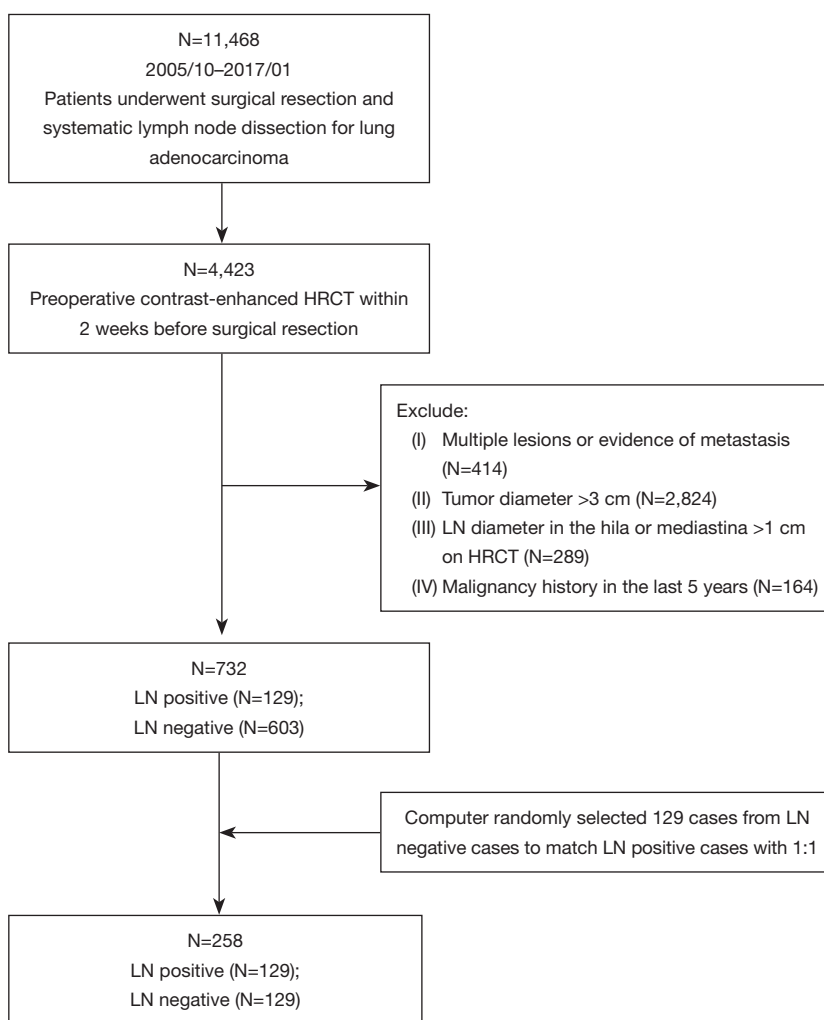 N=11,468
2005/10–2017/01
Patients underwent surgical resection and
systematic lymph node dissection for lung
adenocarcinoma
N=4,423
Preoperative contrast-enhanced HRCT within
2 weeks before surgical resection
Exclude:
(I) Multiple lesions or evidence of metastasis
(N=414)
(II) Tumor diameter >3 cm (N=2,824)
(III) LN diameter in the hila or mediastina >1 cm
on HRCT (N=289)
(IV) Malignancy history in the last 5 years (N=164)
N=732
LN positive (N=129);
LN negative (N=603)
Computer randomly selected 129 cases from LN
negative cases to match LN positive cases with 1:1
N=258
LN positive (N=129);
LN negative (N=129)